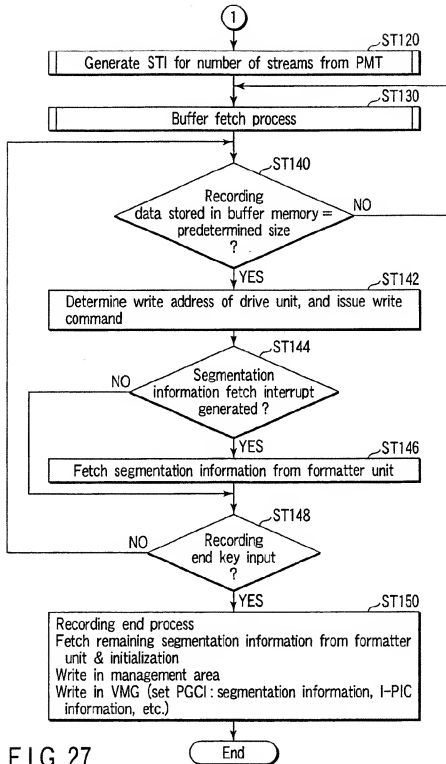 1
ST120
Generate STI for number of streams from PMT
ST130
Buffer fetch process
ST140
Recording
data stored in buffer memory =
predetermined size
?
NO
YES
ST142
Determine write address of drive unit, and issue write
command
ST144
NO
Segmentation
information fetch interrupt
generated ?
YES
ST146
Fetch segmentation information from formatter unit
ST148
NO
Recording
end key input
?
YES
ST150
Recording end process
Fetch remaining segmentation information from formatter
unit & initialization
Write in management area
Write in VMG (set PGCI : segmentation information, I-PIC
information, etc.)
End
FIG. 27